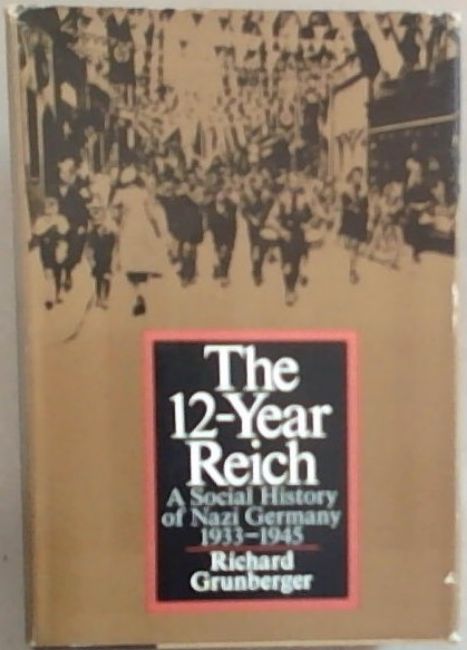 The
12-Year
Reich
A Social History
of Nazi Germany
1933-1945
Richard
Grunberger